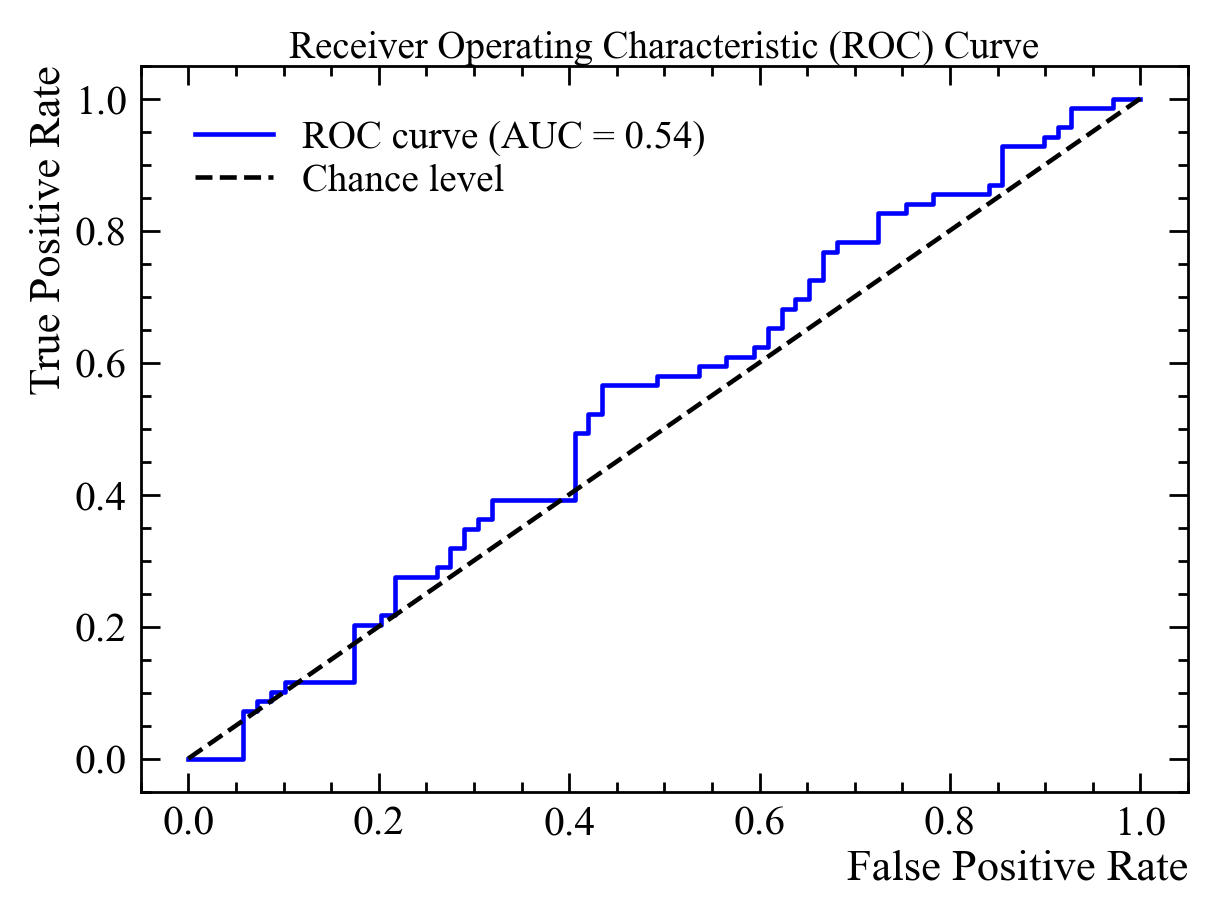 Receiver Operating Characteristic (ROC) Curve
True Positive Rate
1.0
0.8
0.6
0.4
0.2
0.0
ROC curve (AUC = 0.54)
Chance level
0.0 0.2 0.4 0.6 0.8 1.0
False Positive Rate